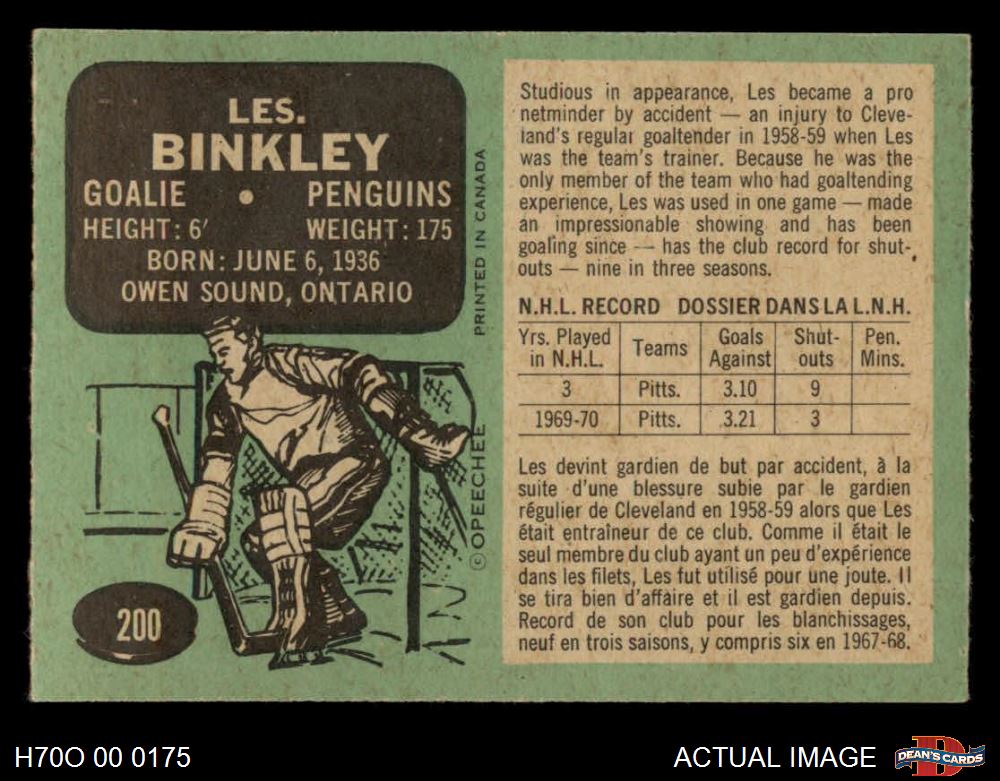 LES.
BINKLEY
GOALIE • PENGUINS
HEIGHT: 6' WEIGHT: 175
BORN: JUNE 6, 1936
OWEN SOUND, ONTARIO
PRINTED IN CANADA
© OPEECHEE
200
Studious in appearance, Les became a pro
netminder by accident — an injury to Cleve-
land's regular goaltender in 1958-59 when Les
was the team's trainer. Because he was the
only member of the team who had goaltending
experience, Les was used in one game — made
an impressionable showing and has been
goaling since — has the club record for shut-
outs — nine in three seasons.
N.H.L. RECORD DOSSIER DANS LA L.N.H.
Yrs. Played in N.H.L. Teams Goals Against Shut-outs Pen. Mins.
3 Pitts. 3.10 9
1969-70 Pitts. 3.21 3
Les devint gardien de but par accident, à la
suite d'une blessure subie par le gardien
régulier de Cleveland en 1958-59 alors que Les
était entraîneur de ce club. Comme il était le
seul membre du club ayant un peu d'expérience
dans les filets, Les fut utilisé pour une joute. Il
se tira bien d'affaire et il est gardien depuis.
Record de son club pour les blanchissages,
neuf en trois saisons, y compris six en 1967-68.
H70O 00 0175
ACTUAL IMAGE
DEAN'S CARDS